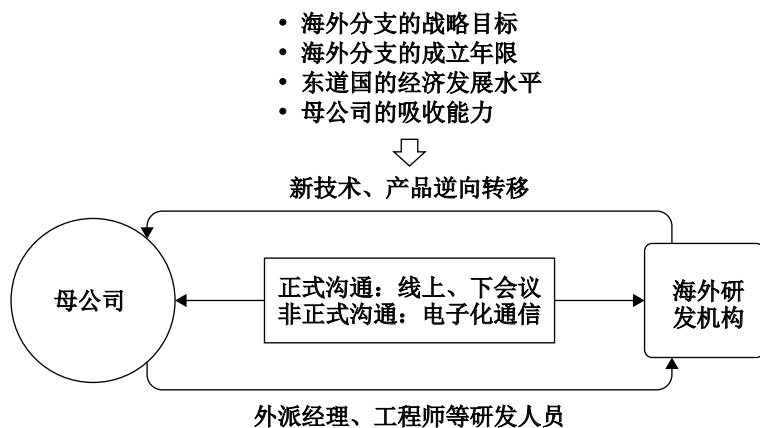 • 海外分支的战略目标
• 海外分支的成立年限
• 东道国的经济发展水平
• 母公司的吸收能力
新技术、产品逆向转移
母公司
正式沟通：线上、下会议
非正式沟通：电子化通信
海外研
发机构
外派经理、工程师等研发人员